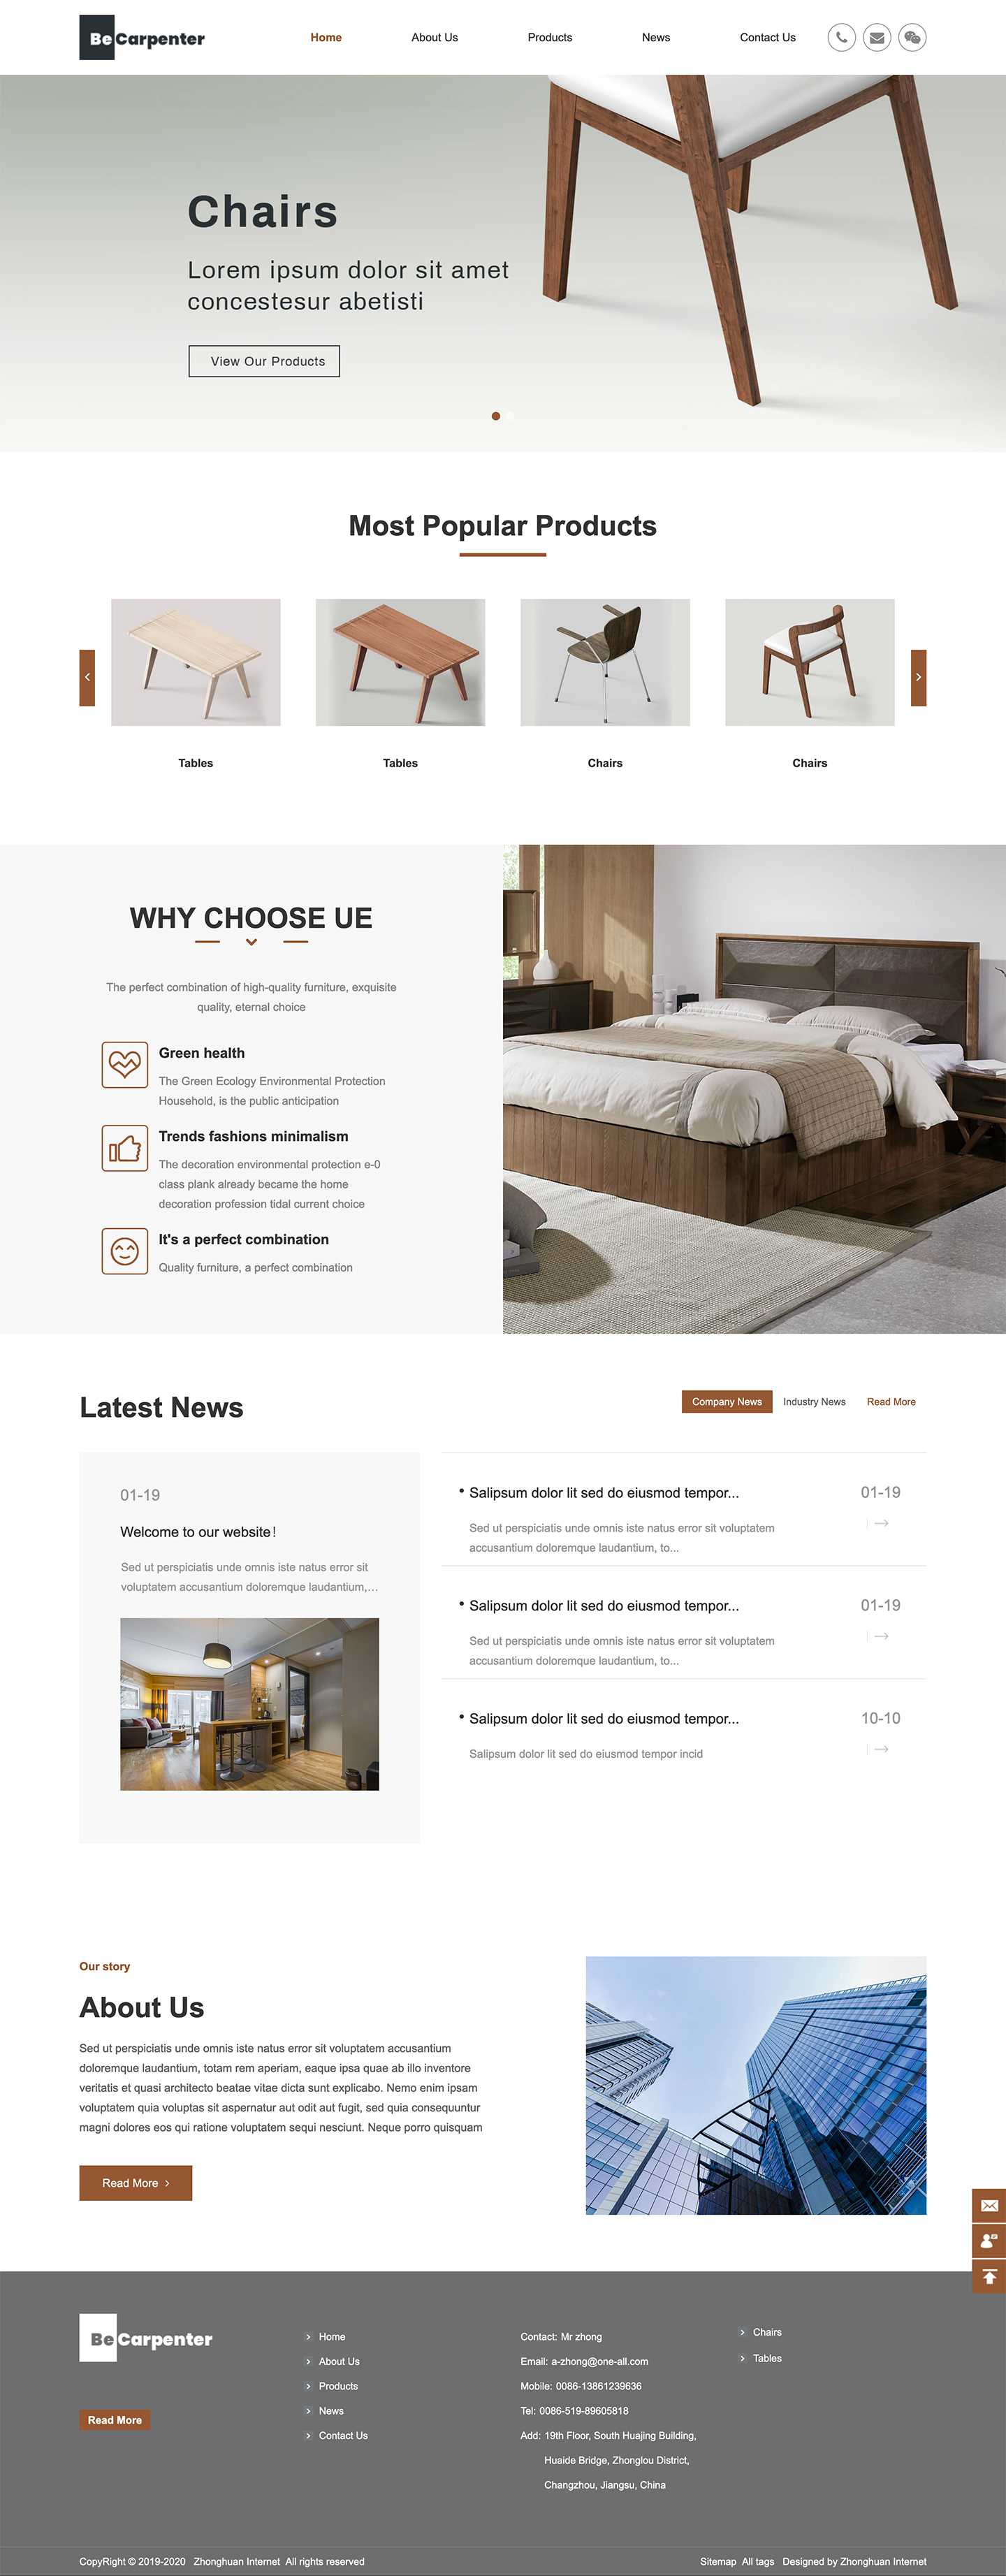 BeCarpenter
Home
About Us
Products
News
Contact Us
Chairs
Lorem ipsum dolor sit amet
concestesur abetisti
View Our Products
Most Popular Products
Tables
Tables
Chairs
Chairs
WHY CHOOSE UE
The perfect combination of high-quality furniture, exquisite
quality, eternal choice
Green health
The Green Ecology Environmental Protection
Household, is the public anticipation
Trends fashions minimalism
The decoration environmental protection e-0
class plank already became the home
decoration profession tidal current choice
It's a perfect combination
Quality furniture, a perfect combination
Latest News
Company News
Industry News
Read More
01-19
Welcome to our website!
Sed ut perspiciatis unde omnis iste natus error sit
voluptatem accusantium doloremque laudantium,...
• Salipsum dolor lit sed do eiusmod tempor...
01-19
Sed ut perspiciatis unde omnis iste natus error sit voluptatem
accusantium doloremque laudantium, to...
• Salipsum dolor lit sed do eiusmod tempor...
01-19
Sed ut perspiciatis unde omnis iste natus error sit voluptatem
accusantium doloremque laudantium, to...
• Salipsum dolor lit sed do eiusmod tempor...
10-10
Salipsum dolor lit sed do eiusmod tempor incid
Our story
About Us
Sed ut perspiciatis unde omnis iste natus error sit voluptatem accusantium
doloremque laudantium, totam rem aperiam, eaque ipsa quae ab illo inventore
veritatis et quasi architecto beatae vitae dicta sunt explicabo. Nemo enim ipsam
voluptatem quia voluptas sit aspernatur aut odit aut fugit, sed quia consequuntur
magni dolores eos qui ratione voluptatem sequi nesciunt. Neque porro quisquam
Read More
BeCarpenter
Read More
Home
About Us
Products
News
Contact Us
Contact: Mr zhong
Email: a-zhong@one-all.com
Mobile: 0086-13861239636
Tel: 0086-519-89605818
Add: 19th Floor, South Huajing Building,
Huaide Bridge, Zhonglou District,
Changzhou, Jiangsu, China
Chairs
Tables
CopyRight © 2019-2020 Zhonghuan Internet All rights reserved
Sitemap All tags Designed by Zhonghuan Internet